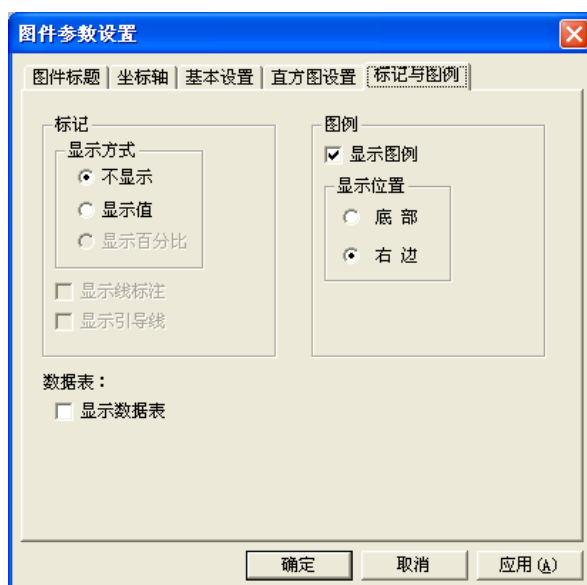 图件参数设置
图件标题 坐标轴 基本设置 直方图设置 标记与图例
标记
显示方式
不显示
显示值
显示百分比
显示线标注
显示引导线
图例
显示图例
显示位置
底 部
右 边
数据表：
显示数据表
确定 取消 应用(A)